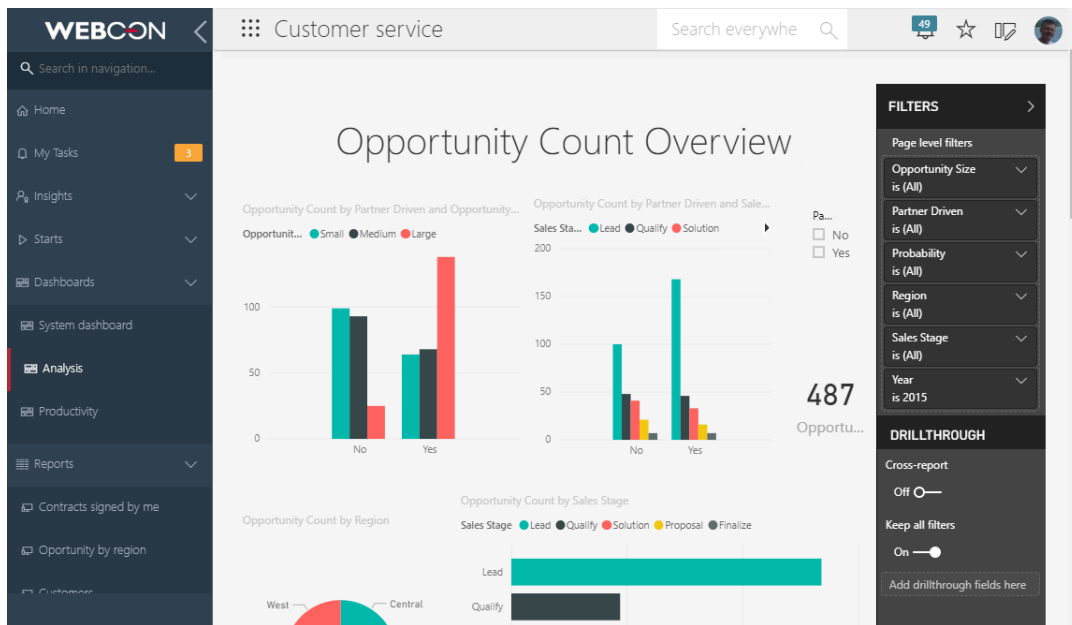 WEBCON
Customer service
Search everywhe
49
Search in navigation...
Home
My Tasks
3
Insights
Starts
Dashboards
System dashboard
Analysis
Productivity
Reports
Contracts signed by me
Oportunity by region
Customers
Opportunity Count Overview
Opportunity Count by Partner Driven and Opportunity...
Opportunit... Small Medium Large
100
50
0
No
Yes
Opportunity Count by Partner Driven and Sale...
Sales Sta... Lead Qualify Solution
200
150
100
50
0
No
Yes
Pa...
No
Yes
487
Opportu...
Opportunity Count by Region
West
Central
Opportunity Count by Sales Stage
Sales Stage Lead Qualify Solution Proposal Finalize
Lead
Qualify
FILTERS
Page level filters
Opportunity Size
is (All)
Partner Driven
is (All)
Probability
is (All)
Region
is (All)
Sales Stage
is (All)
Year
is 2015
DRILLTHROUGH
Cross-report
Off
Keep all filters
On
Add drillthrough fields here